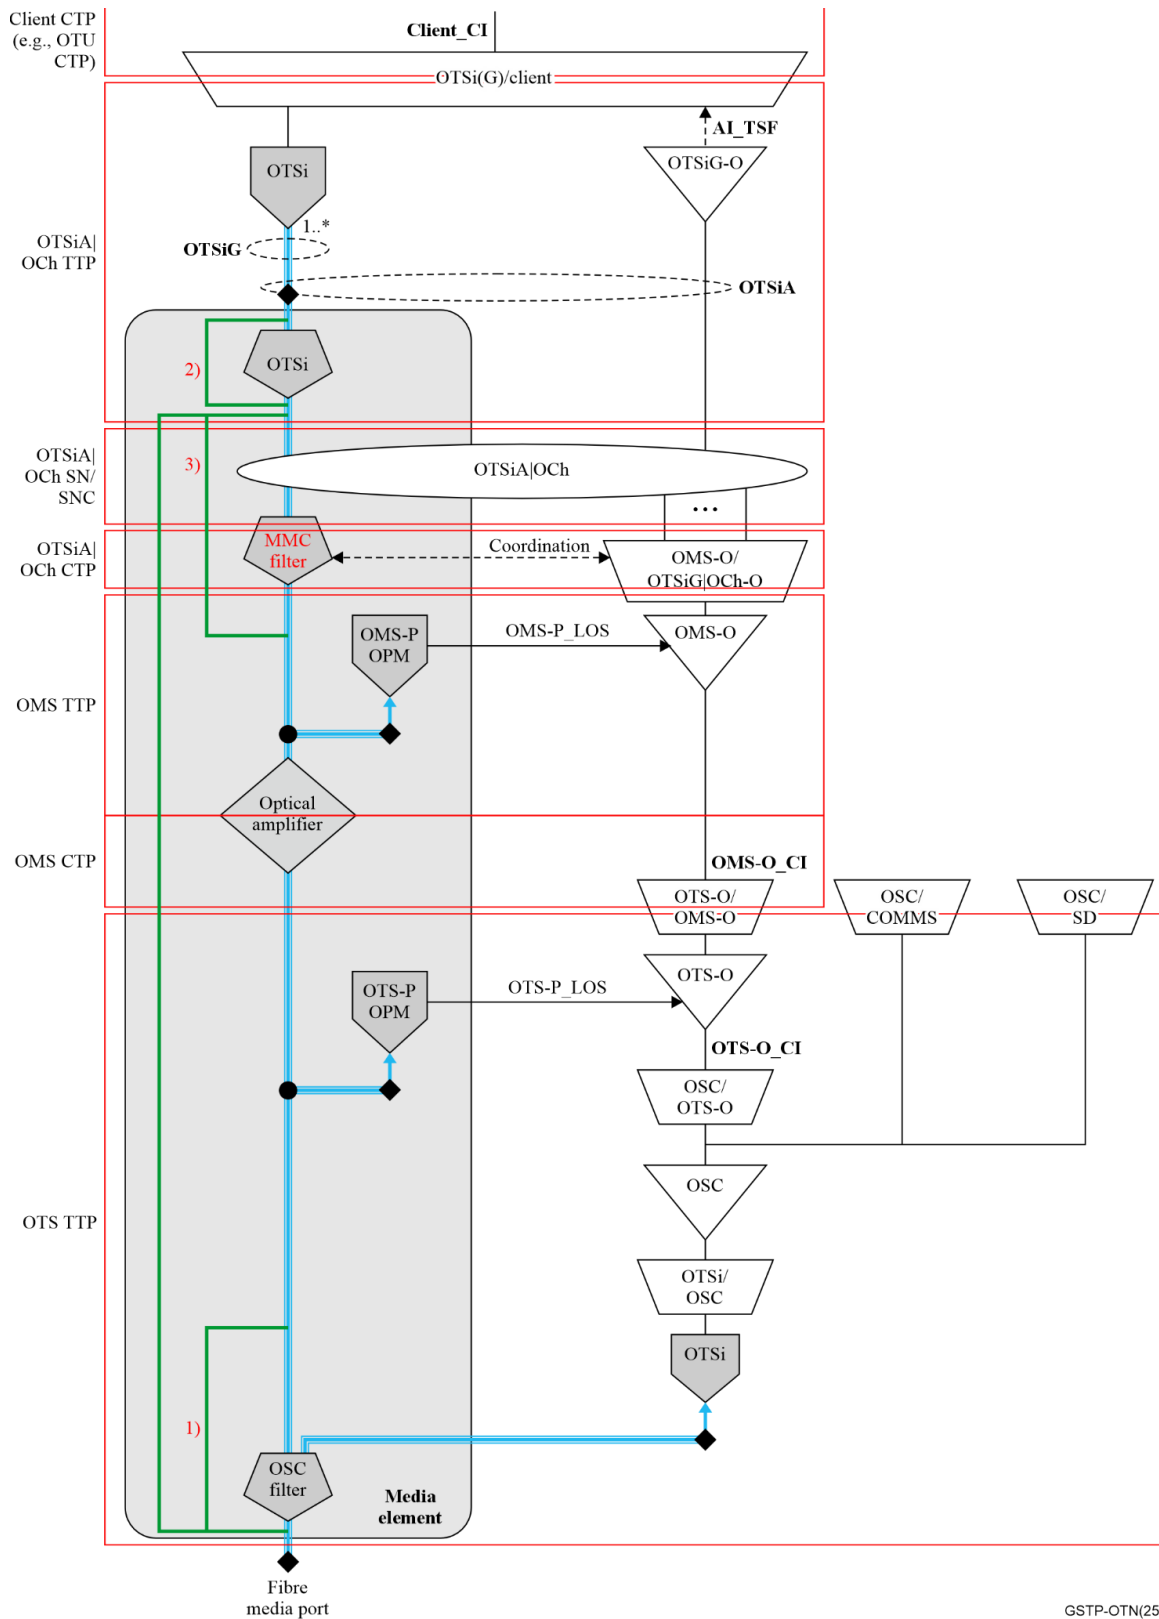 Client CTP
(e.g., OTU
CTP)
Client_CI
OTSi(G)/client
AI_TSF
OTSi
OTSiG-O
1..*
OTSiG
OTSiA|
OCh TTP
OTSiA
OTSi
2)
OTSiA|
OCh SN/
SNC
3)
OTSiA|OCh
...
OTSiA|
OCh CTP
MMC
filter
Coordination
OMS-O/
OTSiG|OCh-O
OMS-P
OPM
OMS-P_LOS
OMS-O
OMS TTP
Optical
amplifier
OMS CTP
OMS-O_CI
OTS-O/
OMS-O
OSC/
COMMS
OSC/
SD
OTS-P
OPM
OTS-P_LOS
OTS-O
OTS-O_CI
OSC/
OTS-O
OSC
OTS TTP
OTSi/
OSC
OTSi
1)
OSC
filter
Media
element
Fibre
media port
GSTP-OTN(25